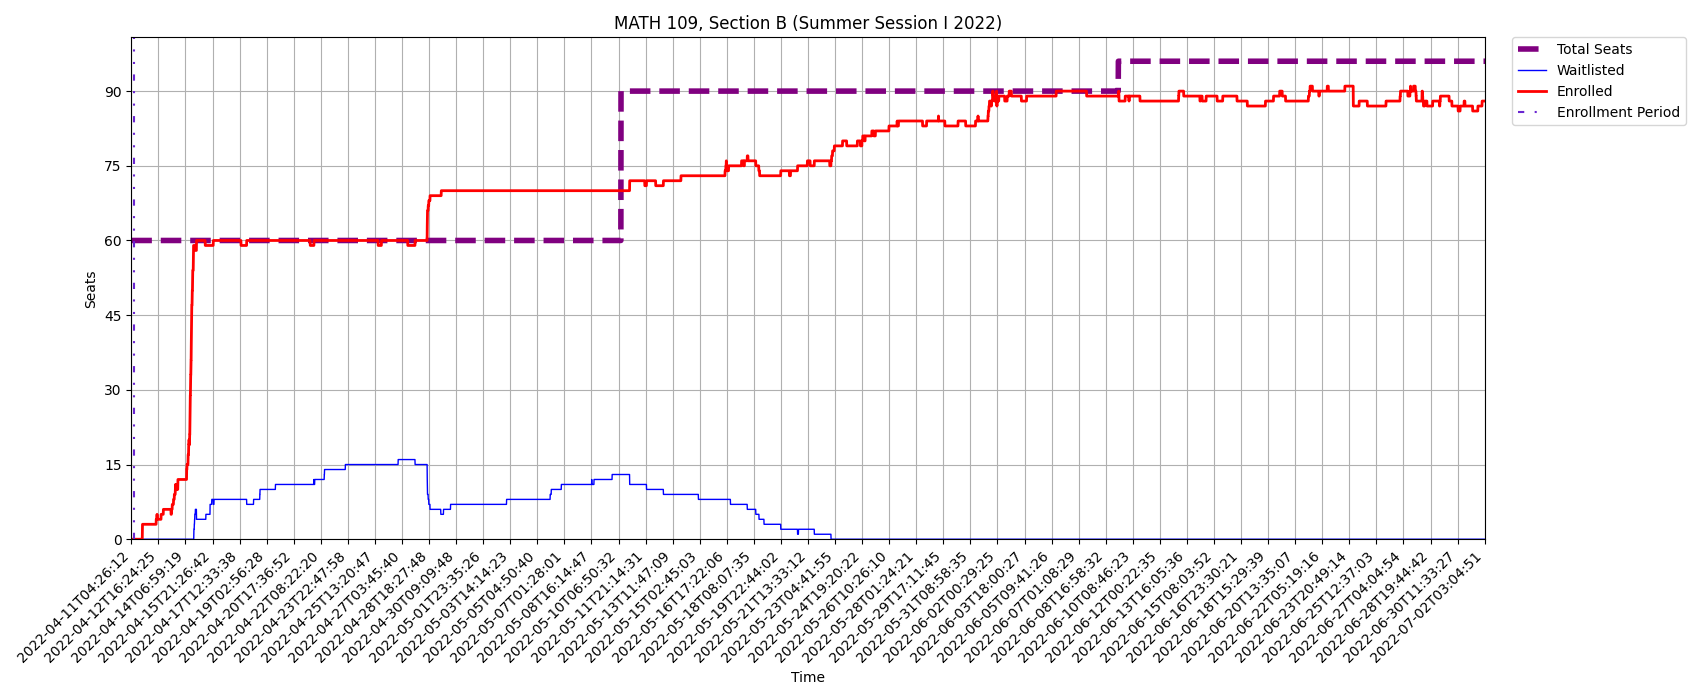 MATH 109, Section B (Summer Session I 2022)
Total Seats
Waitlisted
Enrolled
Enrollment Period
Seats
90
75
60
45
30
15
0
2022-04-11T04:26:12
2022-04-12T16:24:25
2022-04-14T06:59:19
2022-04-15T21:26:42
2022-04-17T12:33:38
2022-04-19T02:56:28
2022-04-20T17:36:52
2022-04-22T08:22:20
2022-04-23T22:47:58
2022-04-25T13:20:47
2022-04-27T03:45:40
2022-04-28T18:27:48
2022-04-30T09:09:48
2022-05-01T23:35:26
2022-05-03T14:14:23
2022-05-05T04:50:40
2022-05-07T01:28:01
2022-05-08T16:14:47
2022-05-10T06:50:32
2022-05-11T21:14:31
2022-05-13T11:47:09
2022-05-15T02:45:03
2022-05-16T17:22:06
2022-05-18T08:07:35
2022-05-19T22:44:02
2022-05-21T13:33:12
2022-05-23T04:41:55
2022-05-24T19:20:22
2022-05-26T10:26:10
2022-05-28T01:24:21
2022-05-29T17:11:45
2022-05-31T08:58:35
2022-06-02T00:29:25
2022-06-03T18:00:27
2022-06-05T09:41:26
2022-06-07T01:08:29
2022-06-08T16:58:32
2022-06-10T08:46:23
2022-06-12T00:22:35
2022-06-13T16:05:36
2022-06-15T08:03:52
2022-06-16T23:30:21
2022-06-18T15:29:39
2022-06-20T13:35:07
2022-06-22T05:19:16
2022-06-23T20:49:14
2022-06-25T12:37:03
2022-06-27T04:04:54
2022-06-28T19:44:42
2022-06-30T11:33:27
2022-07-02T03:04:51
Time